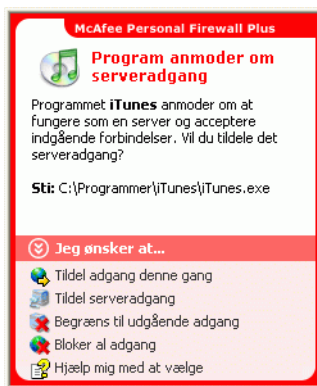 McAfee Personal Firewall Plus
Program anmoder om
serveradgang
Programmet iTunes anmoder om at
fungere som en server og acceptere
indgående forbindelser. Vil du tildele det
serveradgang?
Sti: C:\Programmer\iTunes\iTunes.exe
Jeg ønsker at...
Tildel adgang denne gang
Tildel serveradgang
Begræns til udgående adgang
Bloker al adgang
Hjælp mig med at vælge